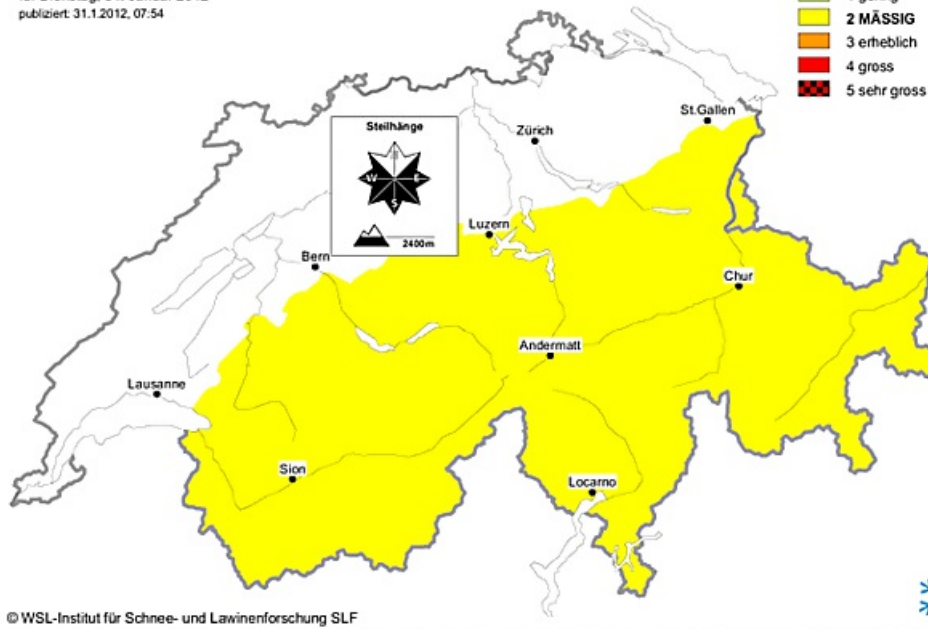 publiziert: 31.1.2012, 07:54
2 MÄSSIG
3 erheblich
4 gross
5 sehr gross
St.Gallen
Zürich
Steilhänge
W E
S
2400m
Luzern
Bern
Chur
Andermatt
Lausanne
Sion
Locarno
© WSL-Institut für Schnee- und Lawinenforschung SLF